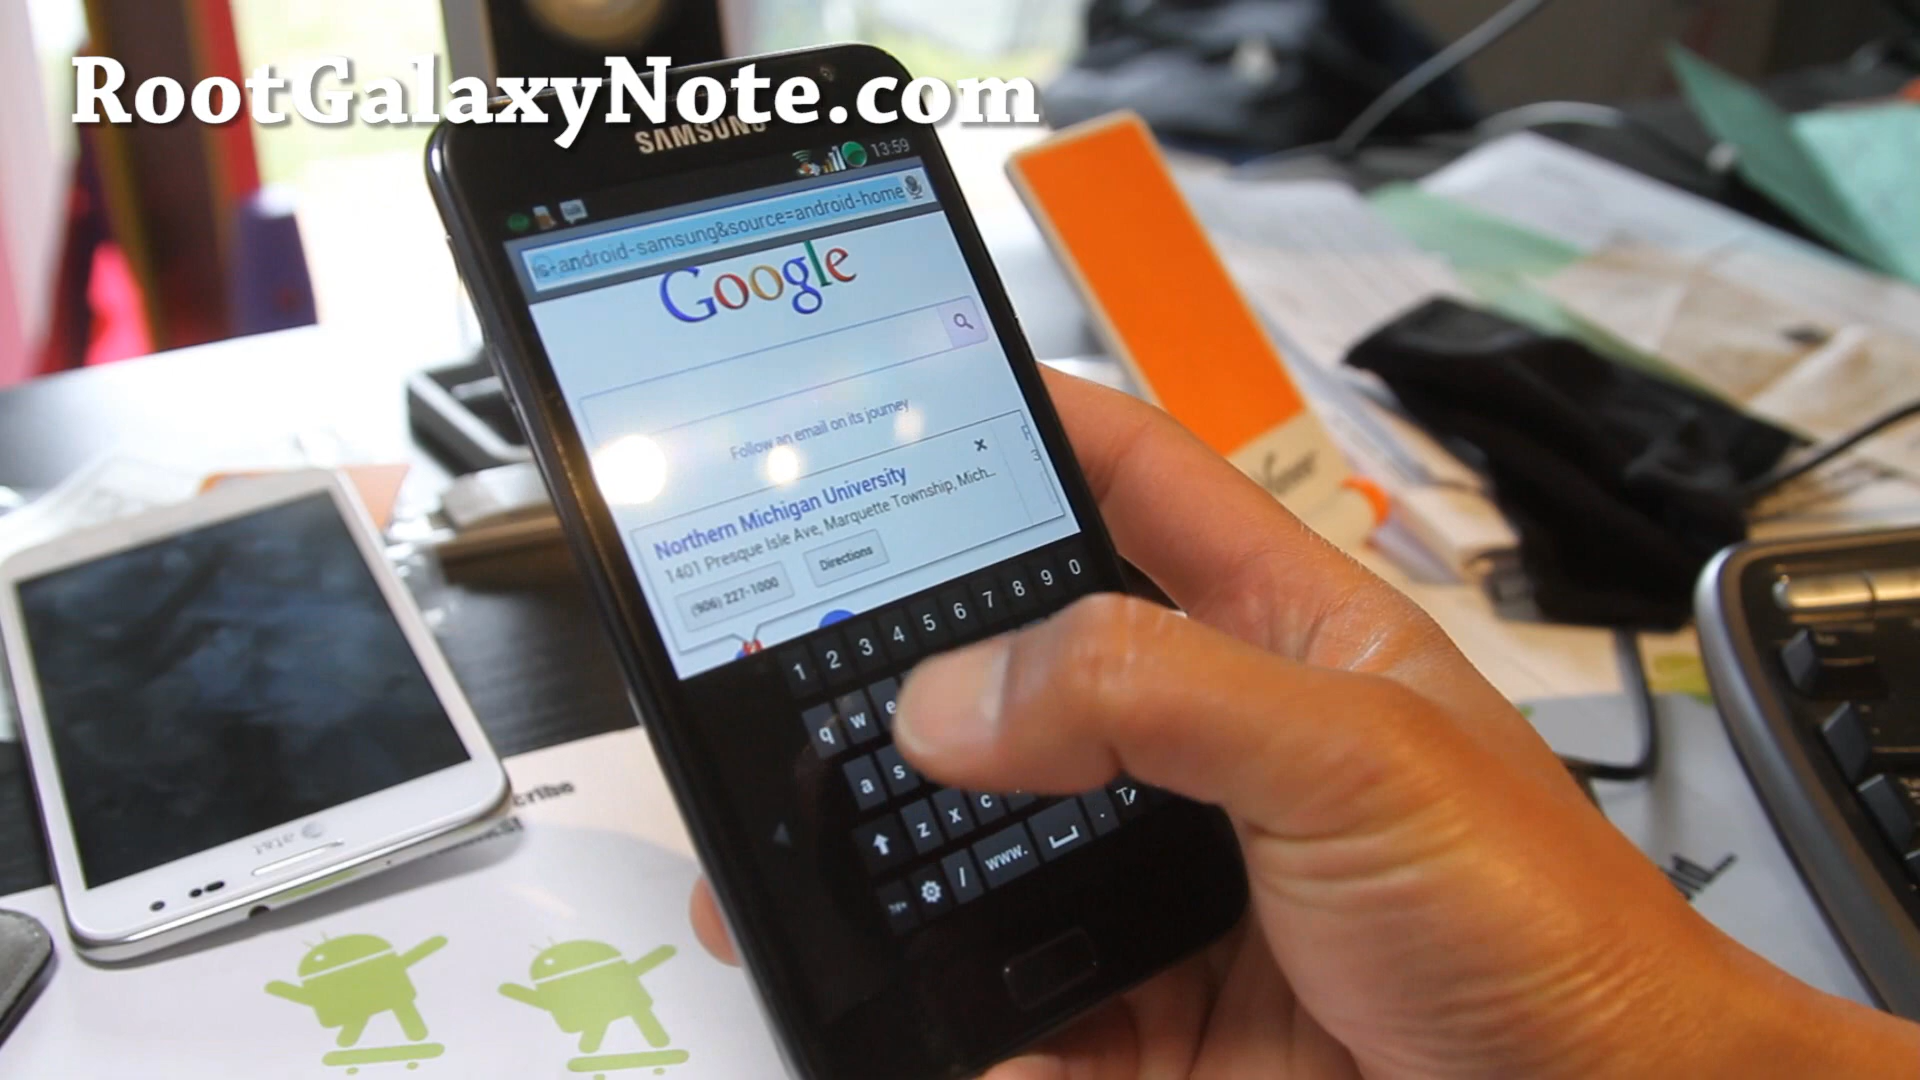 RootGalaxyNote.com
SAMSUNG
13:59
android-samsung&source=android-home
Google
Follow an email on its journey
Northern Michigan University
1401 Presque Isle Ave, Marquette Township, Mich...
(906) 227-1000
Directions
1 2 3 4 5 6 7 8 9 0
q w e
a s
z x c
/ www. .
at&t